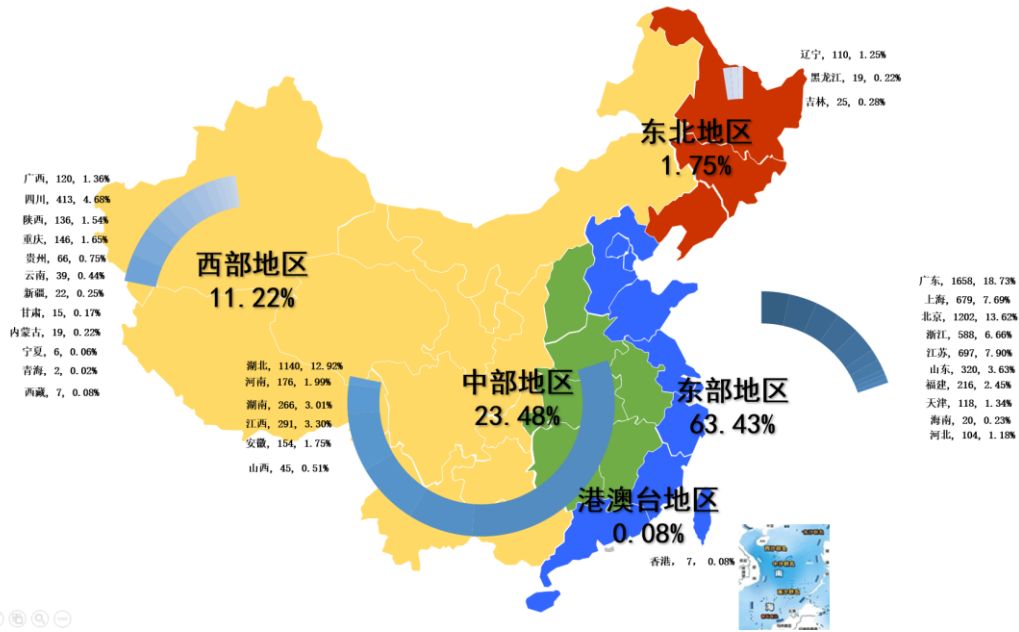 辽宁, 110, 1.25%
黑龙江, 19, 0.22%
吉林, 25, 0.28%
东北地区
1.75%
广西, 120, 1.36%
四川, 413, 4.68%
陕西, 136, 1.54%
重庆, 146, 1.65%
贵州, 66, 0.75%
云南, 39, 0.44%
新疆, 22, 0.25%
甘肃, 15, 0.17%
内蒙古, 19, 0.22%
宁夏, 6, 0.06%
青海, 2, 0.02%
西藏, 7, 0.08%
西部地区
11.22%
湖北, 1140, 12.92%
河南, 176, 1.99%
湖南, 266, 3.01%
江西, 291, 3.30%
安徽, 154, 1.75%
山西, 45, 0.51%
中部地区
23.48%
东部地区
63.43%
广东, 1658, 18.73%
上海, 679, 7.69%
北京, 1202, 13.62%
浙江, 588, 6.66%
江苏, 697, 7.90%
山东, 320, 3.63%
福建, 216, 2.45%
天津, 118, 1.34%
海南, 20, 0.23%
河北, 104, 1.18%
港澳台地区
0.08%
香港, 7, 0.08%
南
海